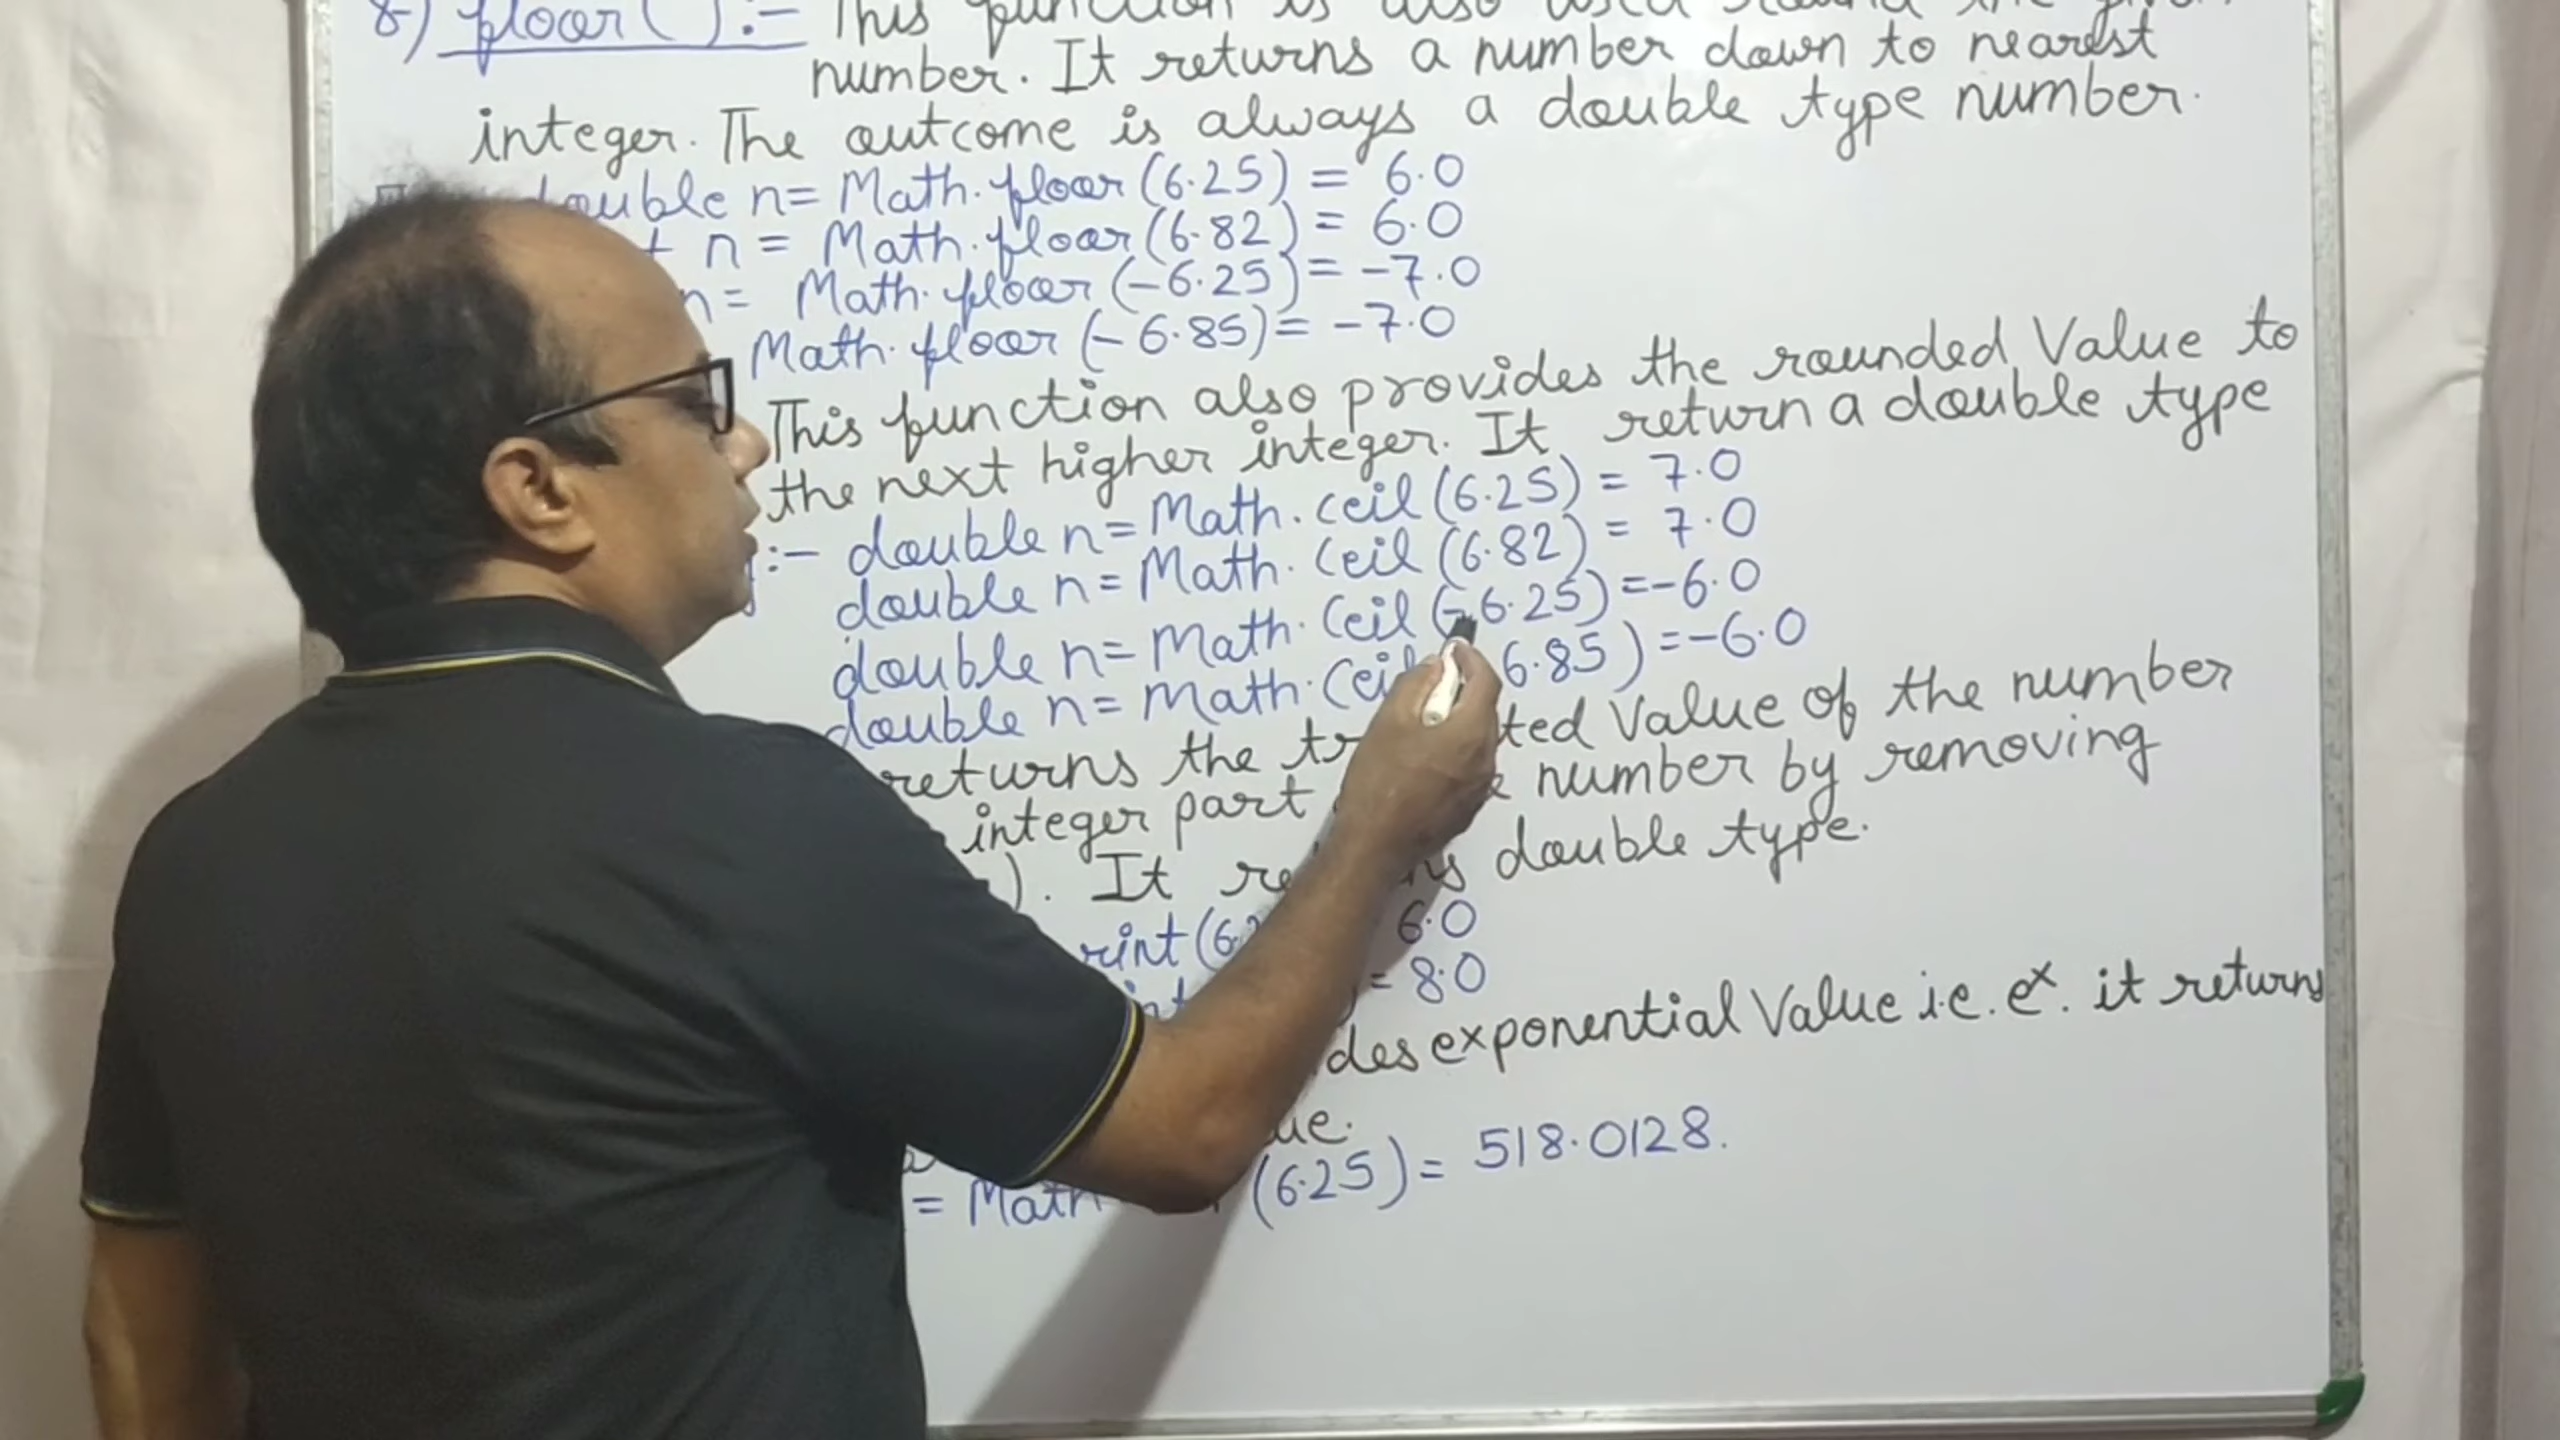 8) floor( ):- This function is also used round the given
number. It returns a number down to nearest
integer. The outcome is always a double type number.
double n= Math.floor(6.25) = 6.0
n = Math.floor(6.82) = 6.0
n= Math.floor(-6.25) = -7.0
Math.floor(-6.85)= -7.0
This function also provides the rounded Value to
the next higher integer. It return a double type
:- double n= Math.ceil(6.25) = 7.0
double n= Math.Ceil(6.82) = 7.0
double n= Math.Ceil(-6.25)=-6.0
double n= Math.Ceil 6.85)=-6.0
returns the ted Value of the number
integer part number by removing
). It double type.
rint(6.2 6.0
= 8.0
des exponential Value i.e. eˣ. it returns
ue.
= Math (6.25)= 518.0128.